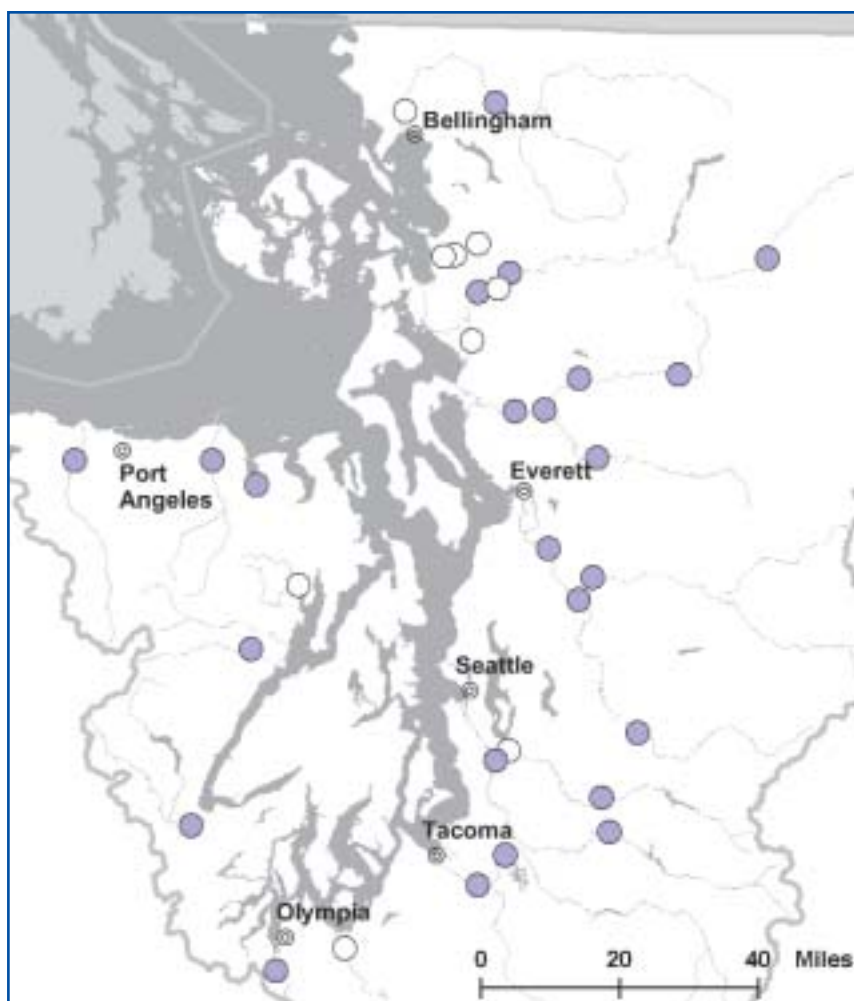 Bellingham
Port
Angeles
Everett
Seattle
Tacoma
Olympia
0 20 40 Miles